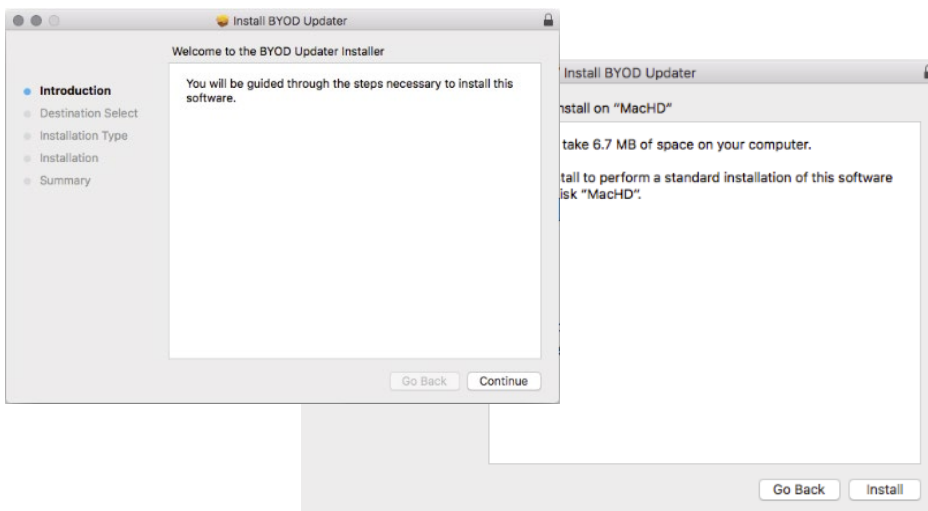 Install BYOD Updater
Welcome to the BYOD Updater Installer
Introduction
Destination Select
Installation Type
Installation
Summary
You will be guided through the steps necessary to install this
software.
Go Back
Continue
Install BYOD Updater
nstall on "MacHD"
take 6.7 MB of space on your computer.
tall to perform a standard installation of this software
isk "MacHD".
Go Back
Install